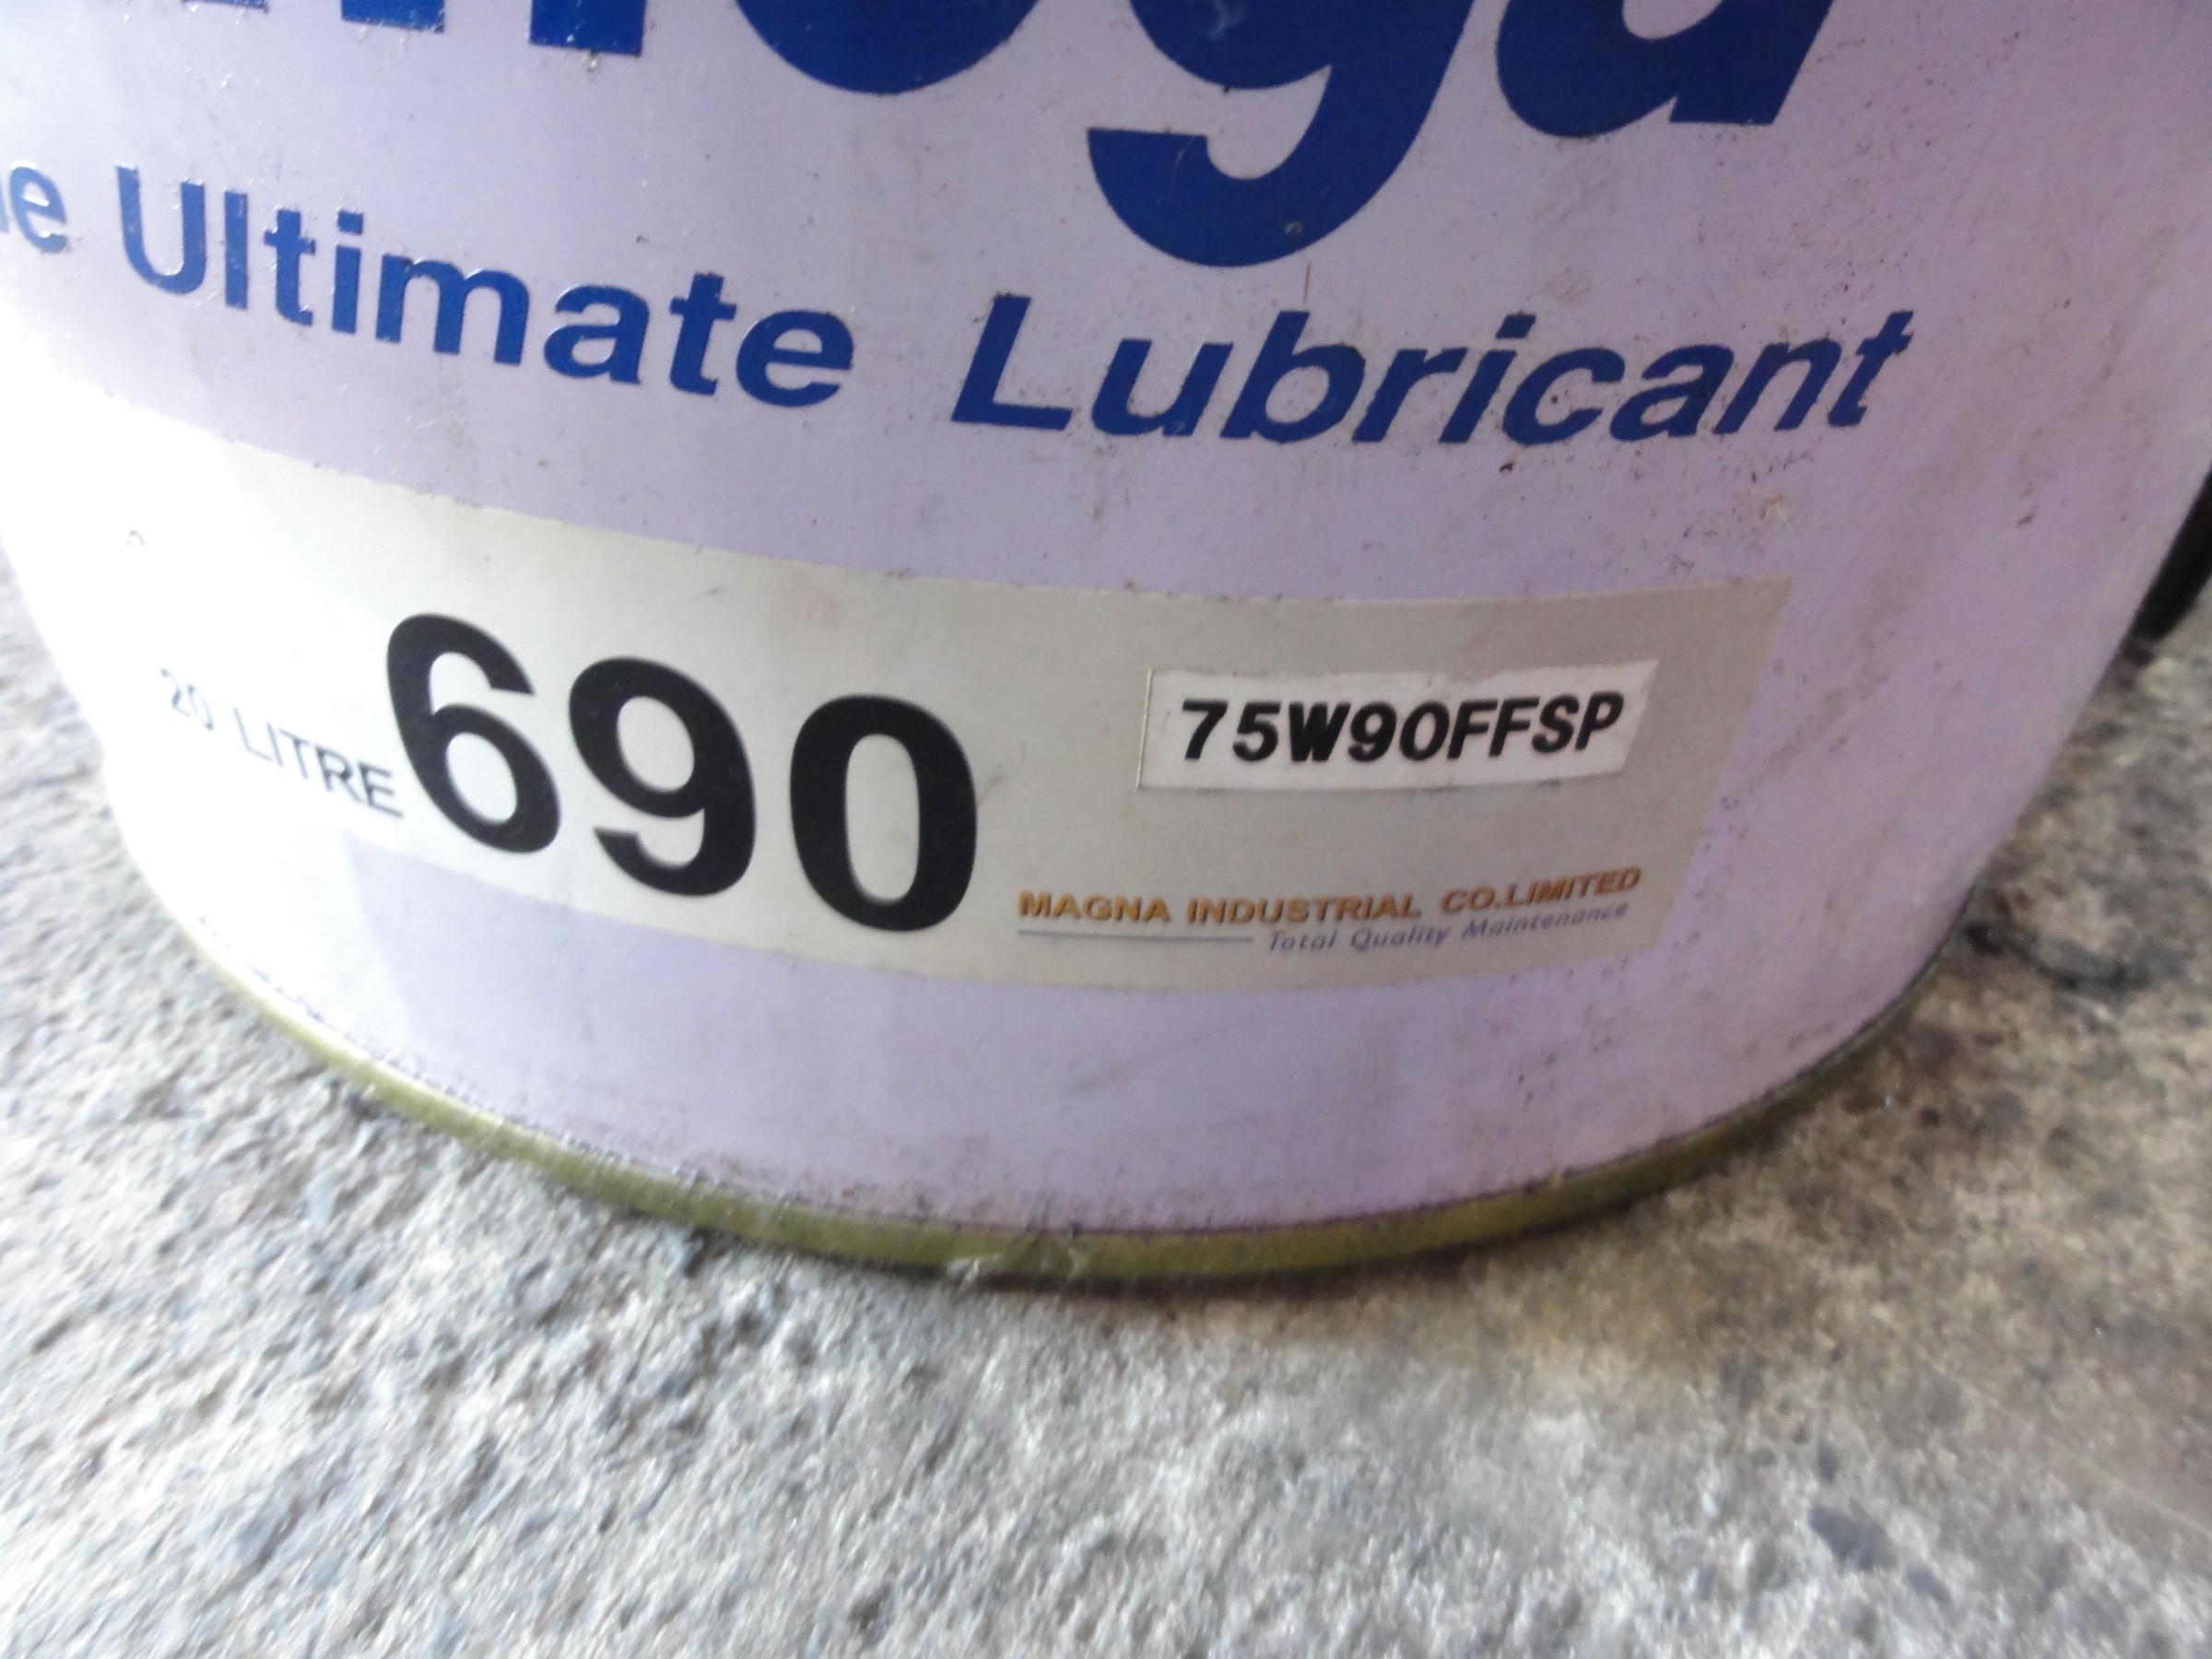 Ultimate Lubricant
20 LITRE
690
75W90FFSP
MAGNA INDUSTRIAL CO.LIMITED
Total Quality Maintenance